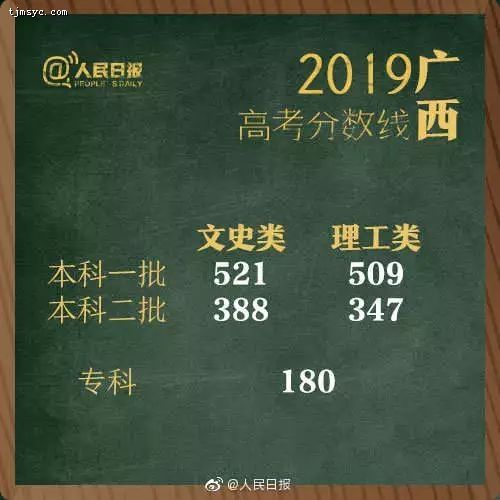 tjmsyc.com
@人民日报
PEOPLE'S DAILY
2019广西
高考分数线
文史类 理工类
本科一批 521 509
本科二批 388 347
专科 180
@人民日报